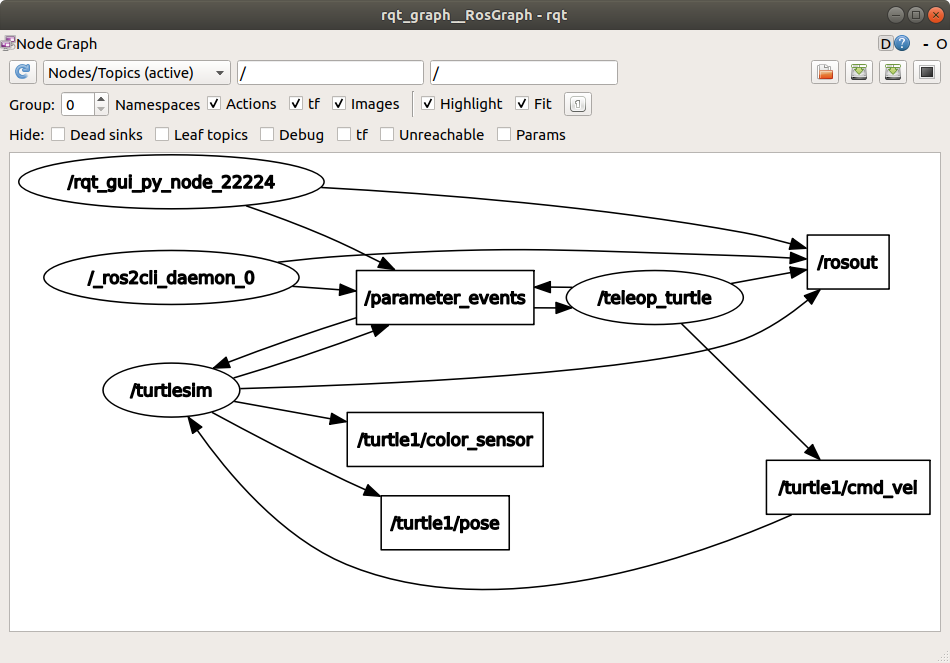 rqt_graph__RosGraph - rqt
Node Graph
D ? - O
Nodes/Topics (active) / /
Group: 0 Namespaces Actions tf Images Highlight Fit
Hide: Dead sinks Leaf topics Debug tf Unreachable Params
/rqt_gui_py_node_22224
/rosout
/_ros2cli_daemon_0
/parameter_events
/teleop_turtle
/turtlesim
/turtle1/color_sensor
/turtle1/cmd_vel
/turtle1/pose